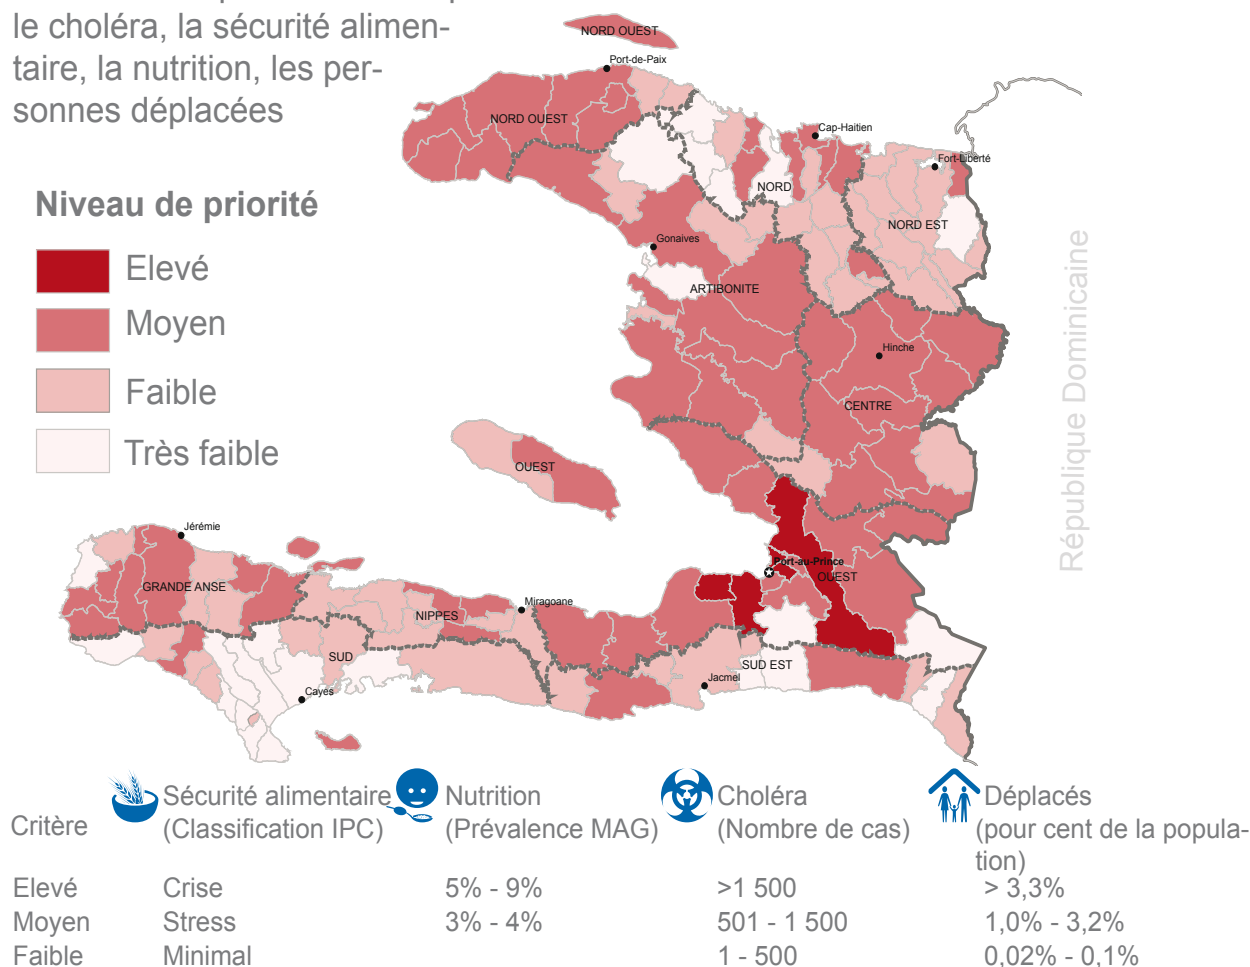 le choléra, la sécurité alimen-
taire, la nutrition, les per-
sonnes déplacées
Niveau de priorité
Elevé
Moyen
Faible
Très faible
NORD OUEST
Port-de-Paix
NORD OUEST
Cap-Haitien
Fort-Liberté
NORD
NORD EST
Gonaives
ARTIBONITE
Hinche
CENTRE
République Dominicaine
OUEST
Jérémie
GRANDE ANSE
Port-au-Prince
OUEST
Miragoane
NIPPES
SUD
SUD EST
Jacmel
Cayes
Critère
Sécurité alimentaire
(Classification IPC)
Nutrition
(Prévalence MAG)
Choléra
(Nombre de cas)
Déplacés
(pour cent de la popula-
tion)
Elevé Crise 5% - 9% >1 500 > 3,3%
Moyen Stress 3% - 4% 501 - 1 500 1,0% - 3,2%
Faible Minimal 1 - 500 0,02% - 0,1%